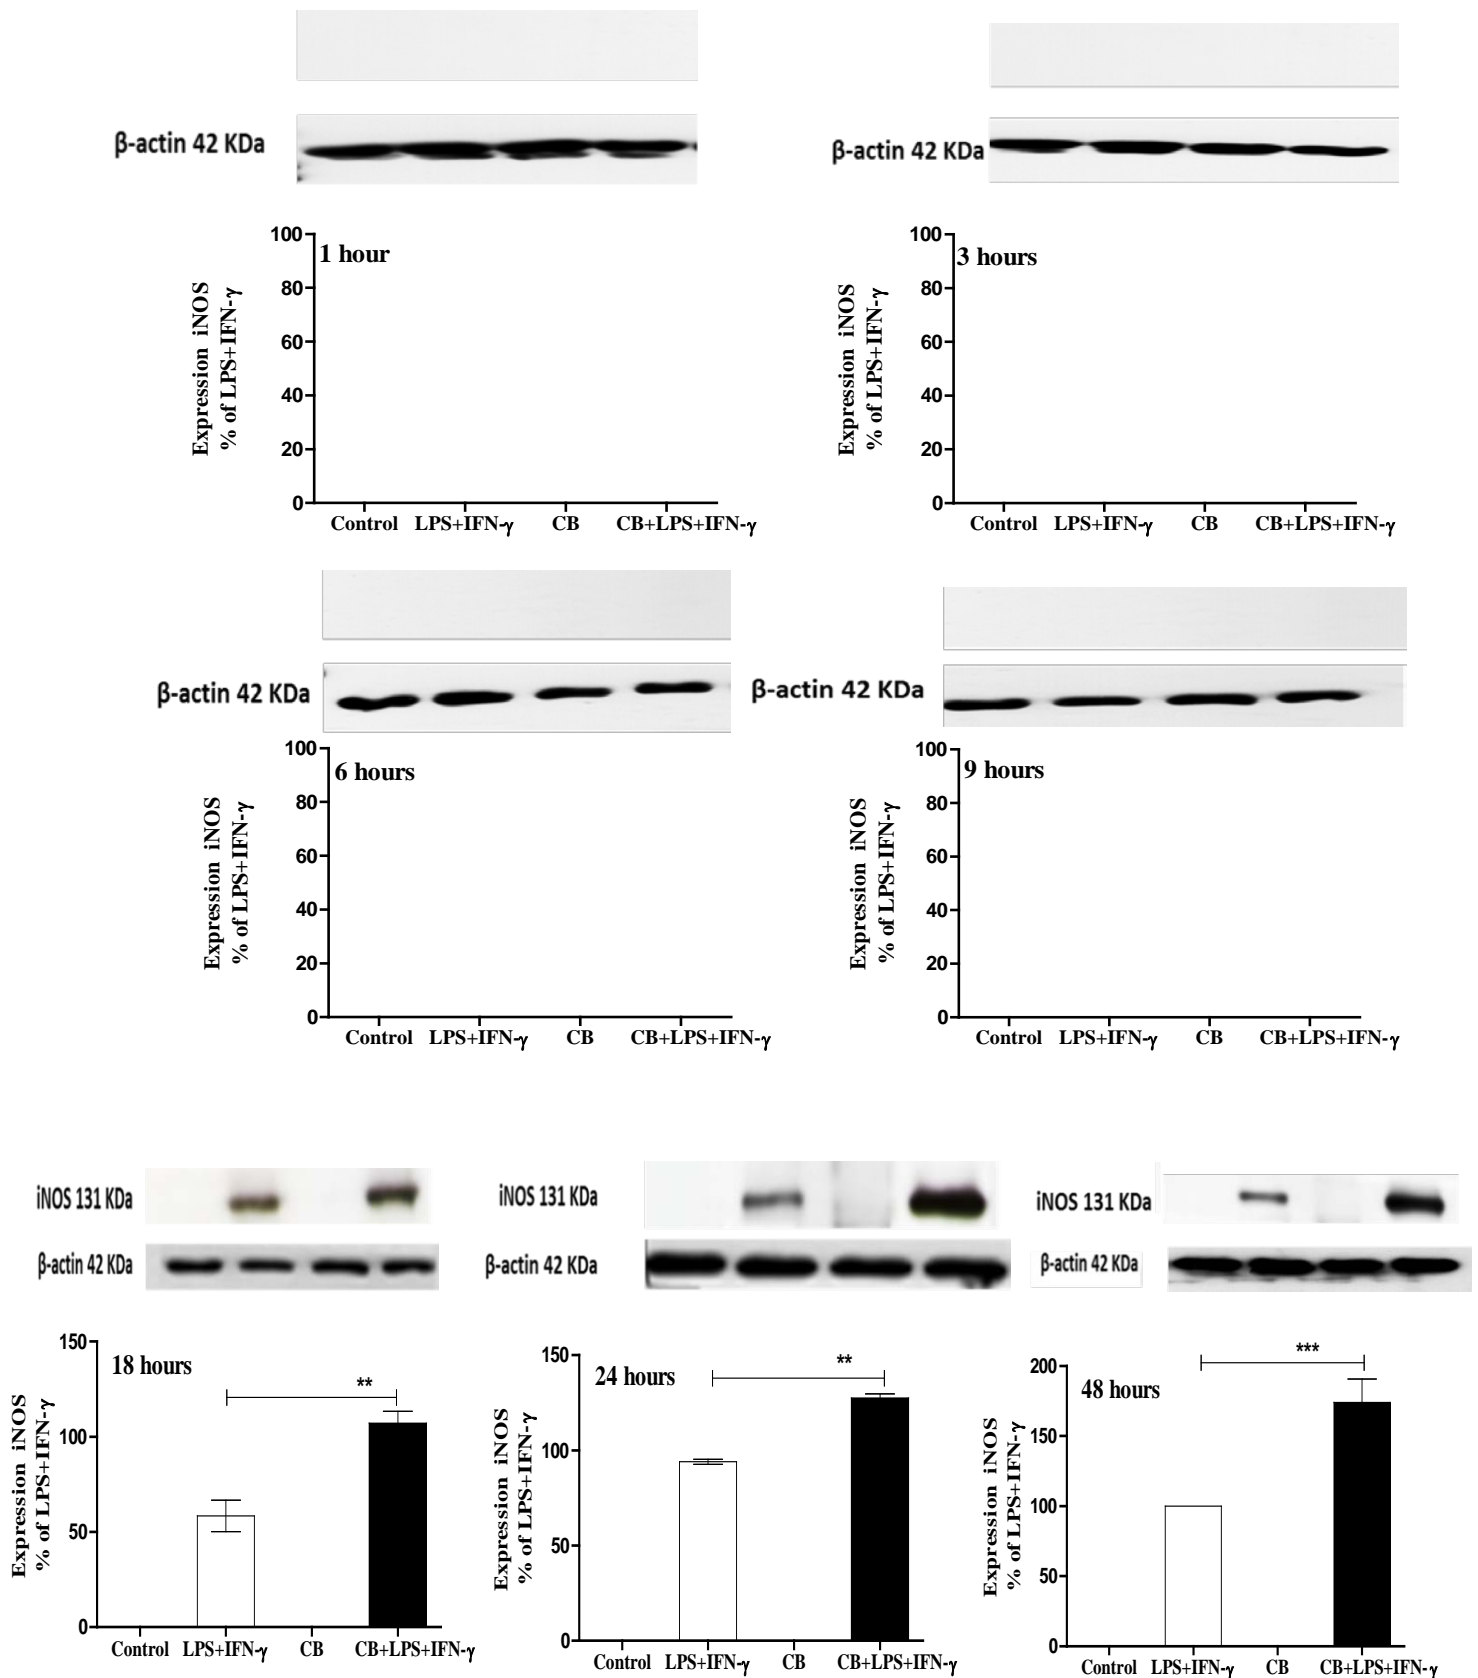 β-actin 42 KDa
β-actin 42 KDa
100
80
60
40
20
0
Expression iNOS
% of LPS+IFN-γ
1 hour
Control LPS+IFN-γ CB CB+LPS+IFN-γ
100
80
60
40
20
0
Expression iNOS
% of LPS+IFN-γ
3 hours
Control LPS+IFN-γ CB CB+LPS+IFN-γ
β-actin 42 KDa
β-actin 42 KDa
100
80
60
40
20
0
Expression iNOS
% of LPS+IFN-γ
6 hours
Control LPS+IFN-γ CB CB+LPS+IFN-γ
100
80
60
40
20
0
Expression iNOS
% of LPS+IFN-γ
9 hours
Control LPS+IFN-γ CB CB+LPS+IFN-γ
iNOS 131 KDa
β-actin 42 KDa
iNOS 131 KDa
β-actin 42 KDa
iNOS 131 KDa
β-actin 42 KDa
150
100
50
0
Expression iNOS
% of LPS+IFN-γ
18 hours
**
Control LPS+IFN-γ CB CB+LPS+IFN-γ
150
100
50
0
Expression iNOS
% of LPS+IFN-γ
24 hours
**
Control LPS+IFN-γ CB CB+LPS+IFN-γ
200
150
100
50
0
Expression iNOS
% of LPS+IFN-γ
48 hours
***
Control LPS+IFN-γ CB CB+LPS+IFN-γ